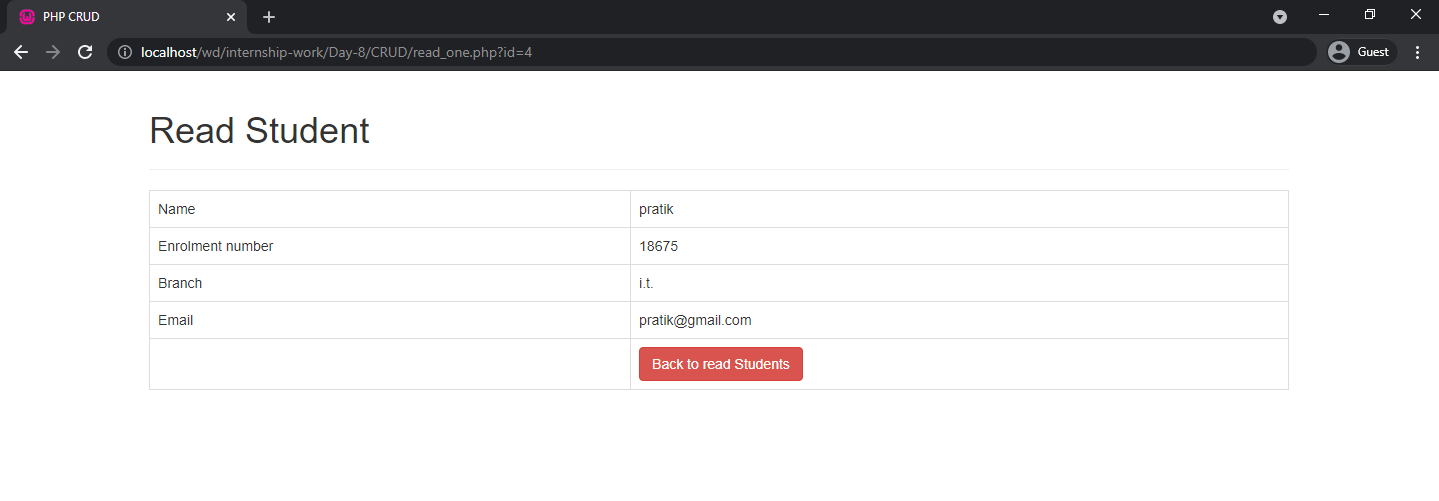 PHP CRUD
localhost/wd/internship-work/Day-8/CRUD/read_one.php?id=4
Guest
Read Student
Name pratik
Enrolment number 18675
Branch i.t.
Email pratik@gmail.com
Back to read Students